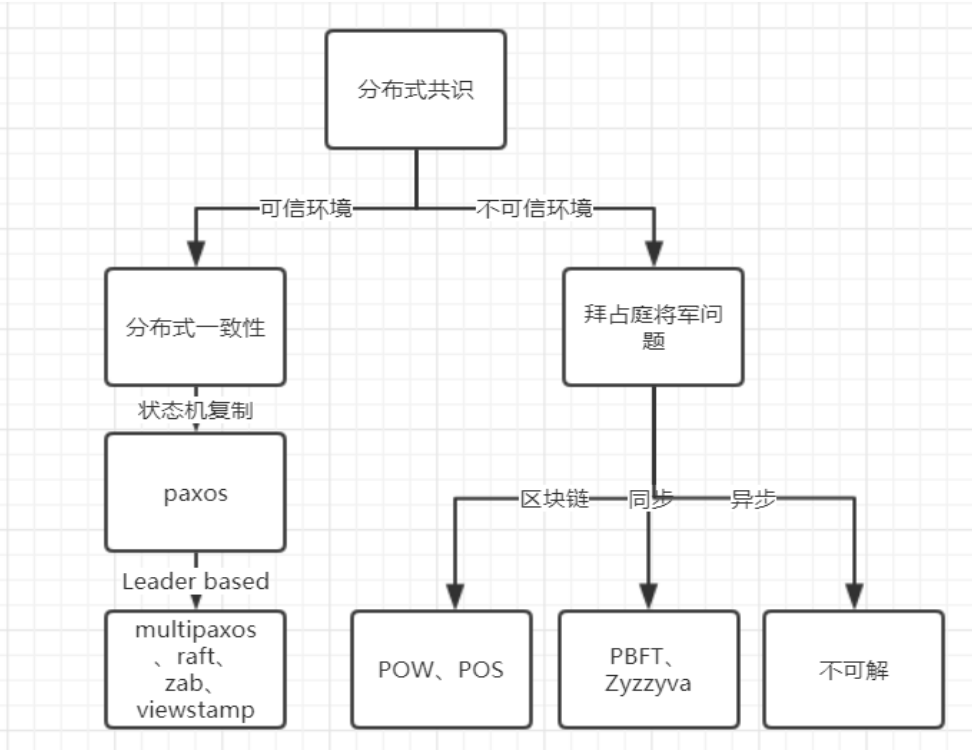 分布式共识
可信环境
不可信环境
分布式一致性
拜占庭将军问
题
状态机复制
paxos
区块链
同步
异步
Leader based
multipaxos
、raft、
zab、
viewstamp
POW、POS
PBFT、
Zyzzyva
不可解